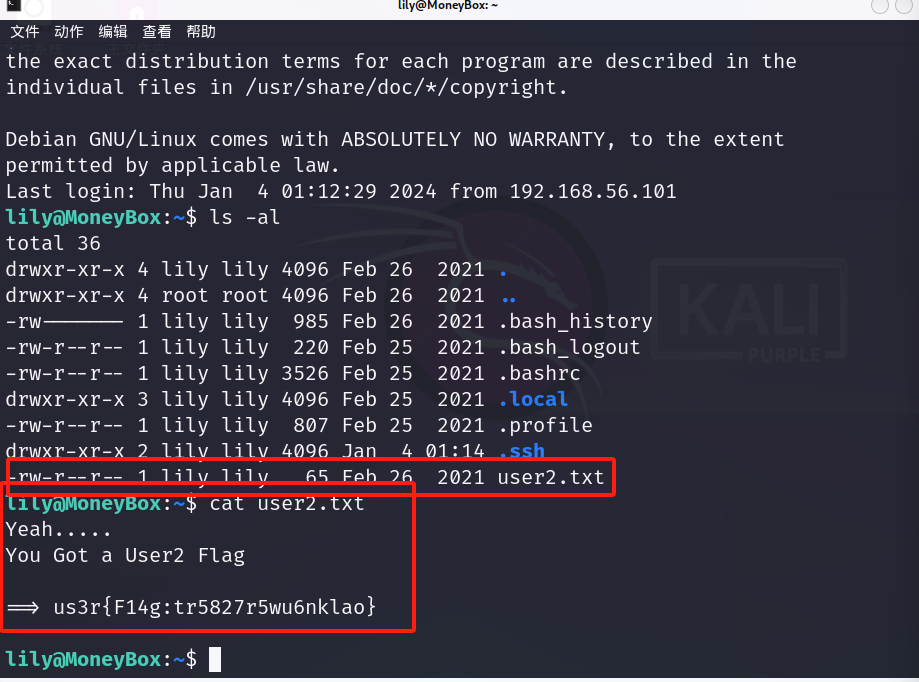 lily@MoneyBox: ~
文件 动作 编辑 查看 帮助
the exact distribution terms for each program are described in the
individual files in /usr/share/doc/*/copyright.
Debian GNU/Linux comes with ABSOLUTELY NO WARRANTY, to the extent
permitted by applicable law.
Last login: Thu Jan  4 01:12:29 2024 from 192.168.56.101
lily@MoneyBox:~$ ls -al
total 36
drwxr-xr-x 4 lily lily 4096 Feb 26  2021 .
drwxr-xr-x 4 root root 4096 Feb 26  2021 ..
-rw------- 1 lily lily  985 Feb 26  2021 .bash_history
-rw-r--r-- 1 lily lily  220 Feb 25  2021 .bash_logout
-rw-r--r-- 1 lily lily 3526 Feb 25  2021 .bashrc
drwxr-xr-x 3 lily lily 4096 Feb 25  2021 .local
-rw-r--r-- 1 lily lily  807 Feb 25  2021 .profile
drwxr-xr-x 2 lily lily 4096 Jan  4 01:14 .ssh
-rw-r--r-- 1 lily lily   65 Feb 26  2021 user2.txt
lily@MoneyBox:~$ cat user2.txt
Yeah.....
You Got a User2 Flag
==> us3r{F14g:tr5827r5wu6nklao}
lily@MoneyBox:~$
KALI
PURPLE